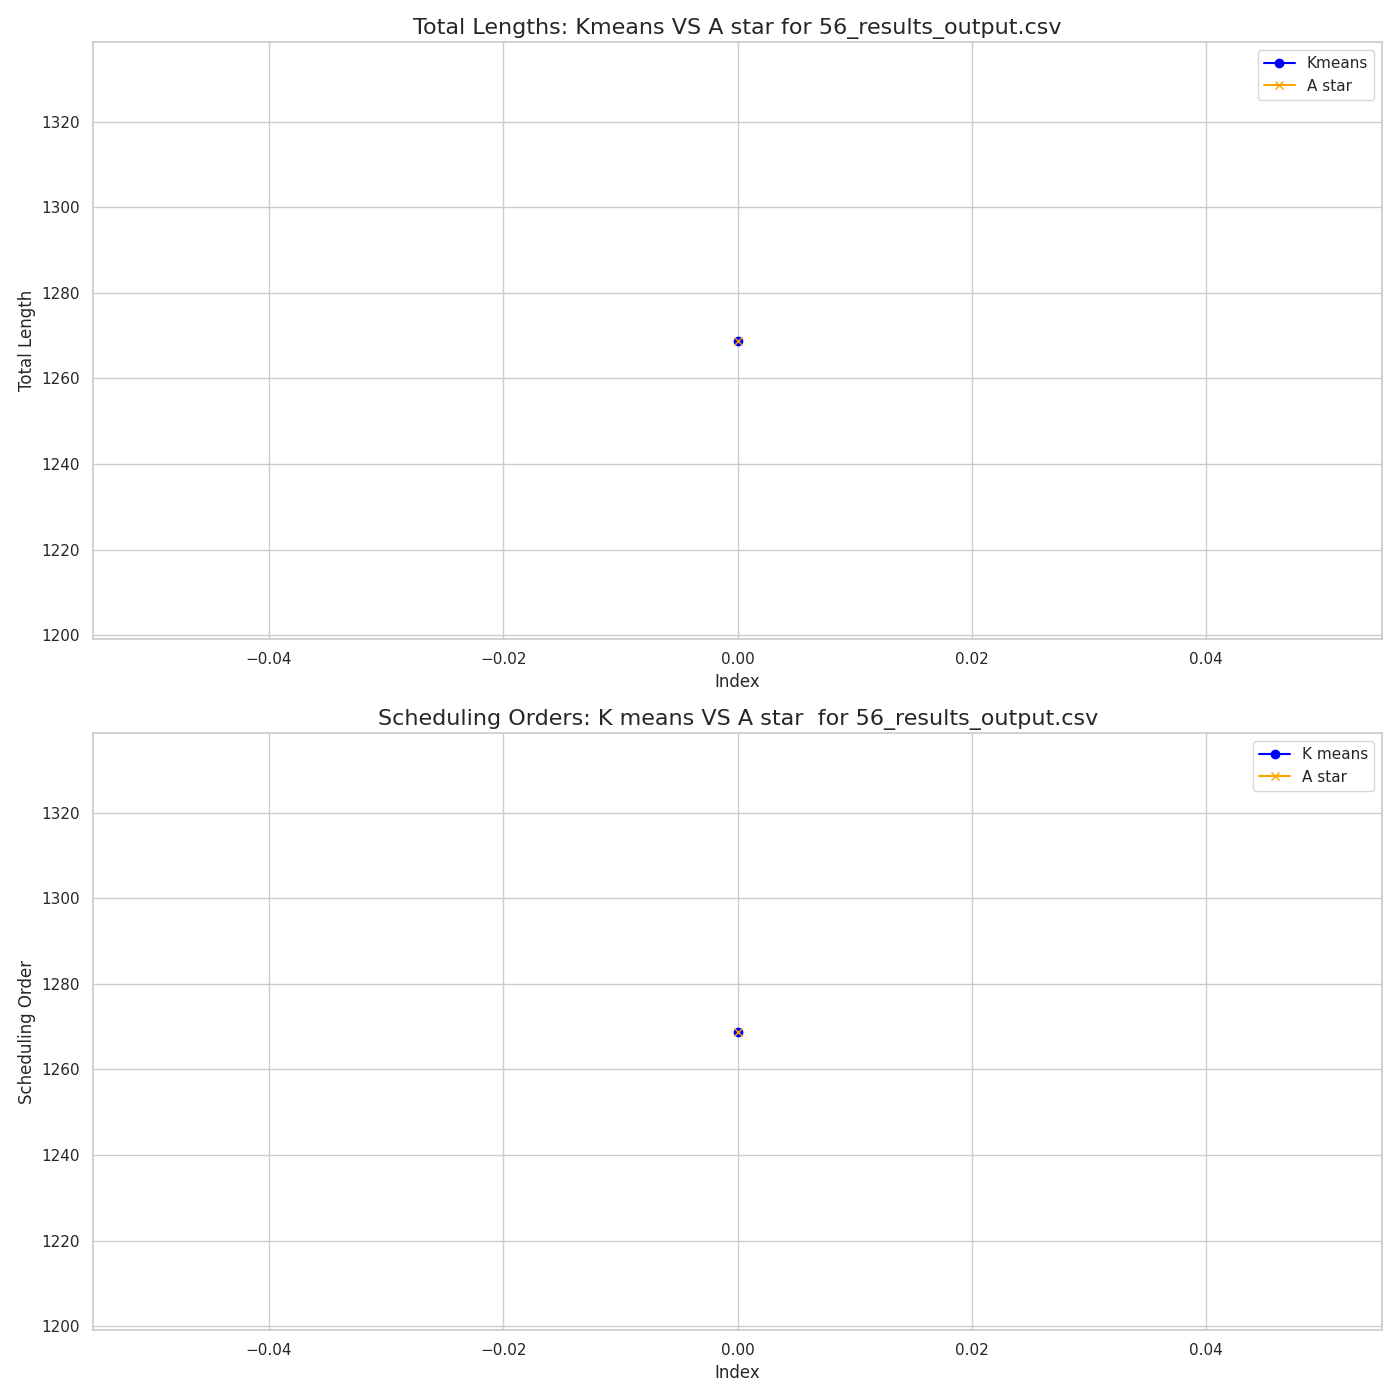 Total Lengths: Kmeans VS A star for 56_results_output.csv
Kmeans
A star
1320
1300
1280
1260
1240
1220
1200
Total Length
−0.04
−0.02
0.00
0.02
0.04
Index
Scheduling Orders: K means VS A star  for 56_results_output.csv
K means
A star
1320
1300
1280
1260
1240
1220
1200
Scheduling Order
−0.04
−0.02
0.00
0.02
0.04
Index